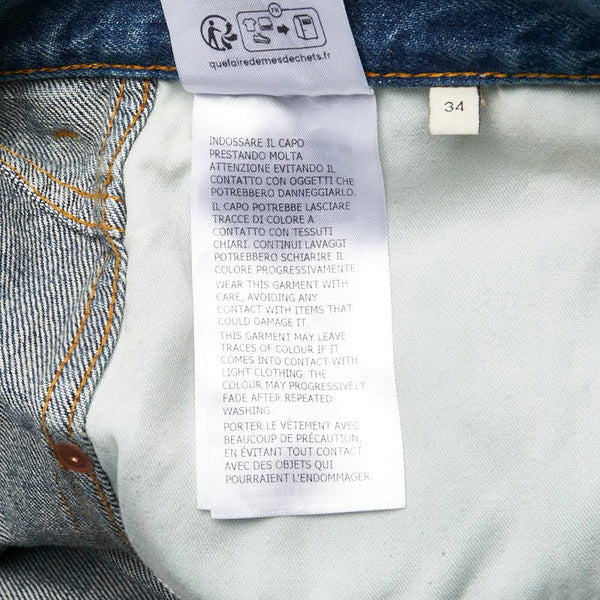 FR
quefairedemesdechets.fr
34
INDOSSARE IL CAPO
PRESTANDO MOLTA
ATTENZIONE EVITANDO IL
CONTATTO CON OGGETTI CHE
POTREBBERO DANNEGGIARLO.
IL CAPO POTREBBE LASCIARE
TRACCE DI COLORE A
CONTATTO CON TESSUTI
CHIARI. CONTINUI LAVAGGI
POTREBBERO SCHIARIRE IL
COLORE PROGRESSIVAMENTE.
WEAR THIS GARMENT WITH
CARE, AVOIDING ANY
CONTACT WITH ITEMS THAT
COULD DAMAGE IT.
THIS GARMENT MAY LEAVE
TRACES OF COLOUR IF IT
COMES INTO CONTACT WITH
LIGHT CLOTHING. THE
COLOUR MAY PROGRESSIVELY
FADE AFTER REPEATED
WASHING.
PORTER LE VÊTEMENT AVEC
BEAUCOUP DE PRÉCAUTION,
EN ÉVITANT TOUT CONTACT
AVEC DES OBJETS QUI
POURRAIENT L'ENDOMMAGER